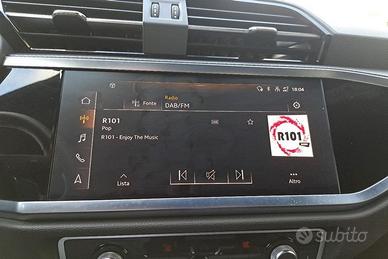 18:04
Fonte
Radio
DAB/FM
R101
Pop
R101 - Enjoy The Music
R101
Lista
Altro
subito